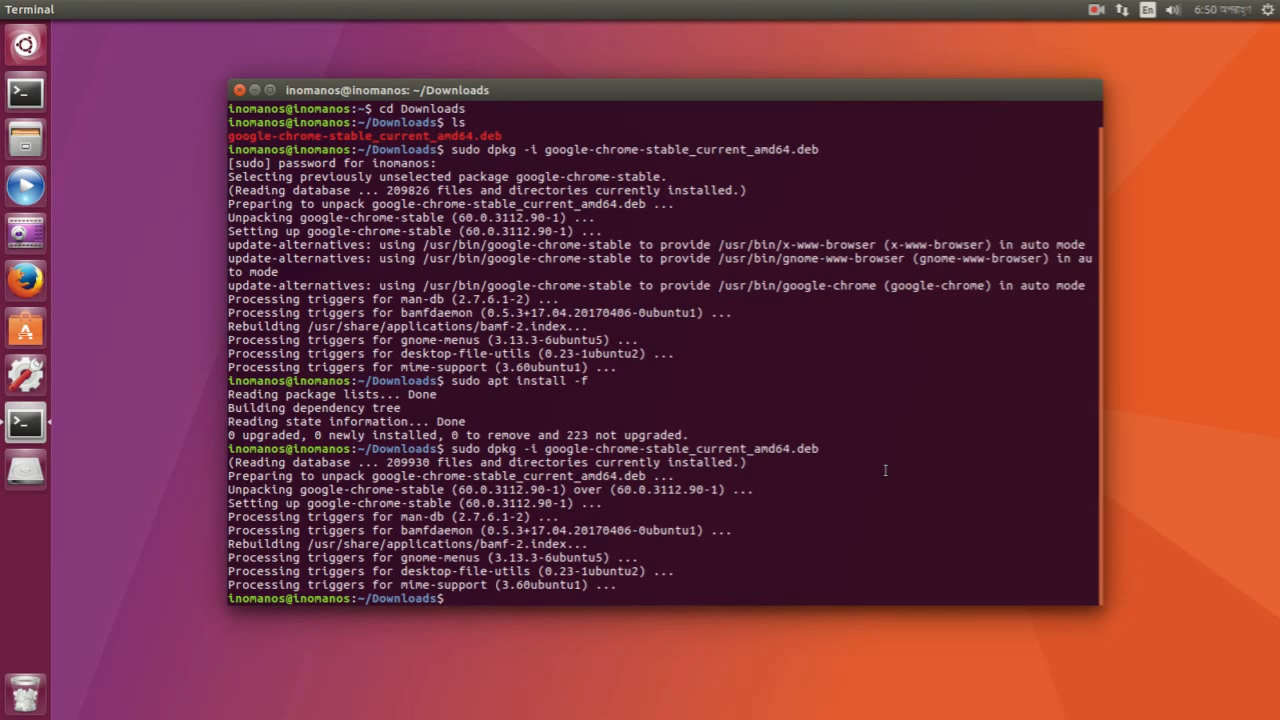 Terminal
En
6:50 অপরাহ্ণ
inomanos@inomanos: ~/Downloads
inomanos@inomanos:~$ cd Downloads
inomanos@inomanos:~/Downloads$ ls
google-chrome-stable_current_amd64.deb
inomanos@inomanos:~/Downloads$ sudo dpkg -i google-chrome-stable_current_amd64.deb
[sudo] password for inomanos:
Selecting previously unselected package google-chrome-stable.
(Reading database ... 209826 files and directories currently installed.)
Preparing to unpack google-chrome-stable_current_amd64.deb ...
Unpacking google-chrome-stable (60.0.3112.90-1) ...
Setting up google-chrome-stable (60.0.3112.90-1) ...
update-alternatives: using /usr/bin/google-chrome-stable to provide /usr/bin/x-www-browser (x-www-browser) in auto mode
update-alternatives: using /usr/bin/google-chrome-stable to provide /usr/bin/gnome-www-browser (gnome-www-browser) in au
to mode
update-alternatives: using /usr/bin/google-chrome-stable to provide /usr/bin/google-chrome (google-chrome) in auto mode
Processing triggers for man-db (2.7.6.1-2) ...
Processing triggers for bamfdaemon (0.5.3+17.04.20170406-0ubuntu1) ...
Rebuilding /usr/share/applications/bamf-2.index...
Processing triggers for gnome-menus (3.13.3-6ubuntu5) ...
Processing triggers for desktop-file-utils (0.23-1ubuntu2) ...
Processing triggers for mime-support (3.60ubuntu1) ...
inomanos@inomanos:~/Downloads$ sudo apt install -f
Reading package lists... Done
Building dependency tree
Reading state information... Done
0 upgraded, 0 newly installed, 0 to remove and 223 not upgraded.
inomanos@inomanos:~/Downloads$ sudo dpkg -i google-chrome-stable_current_amd64.deb
(Reading database ... 209930 files and directories currently installed.)
Preparing to unpack google-chrome-stable_current_amd64.deb ...
Unpacking google-chrome-stable (60.0.3112.90-1) over (60.0.3112.90-1) ...
Setting up google-chrome-stable (60.0.3112.90-1) ...
Processing triggers for man-db (2.7.6.1-2) ...
Processing triggers for bamfdaemon (0.5.3+17.04.20170406-0ubuntu1) ...
Rebuilding /usr/share/applications/bamf-2.index...
Processing triggers for gnome-menus (3.13.3-6ubuntu5) ...
Processing triggers for desktop-file-utils (0.23-1ubuntu2) ...
Processing triggers for mime-support (3.60ubuntu1) ...
inomanos@inomanos:~/Downloads$